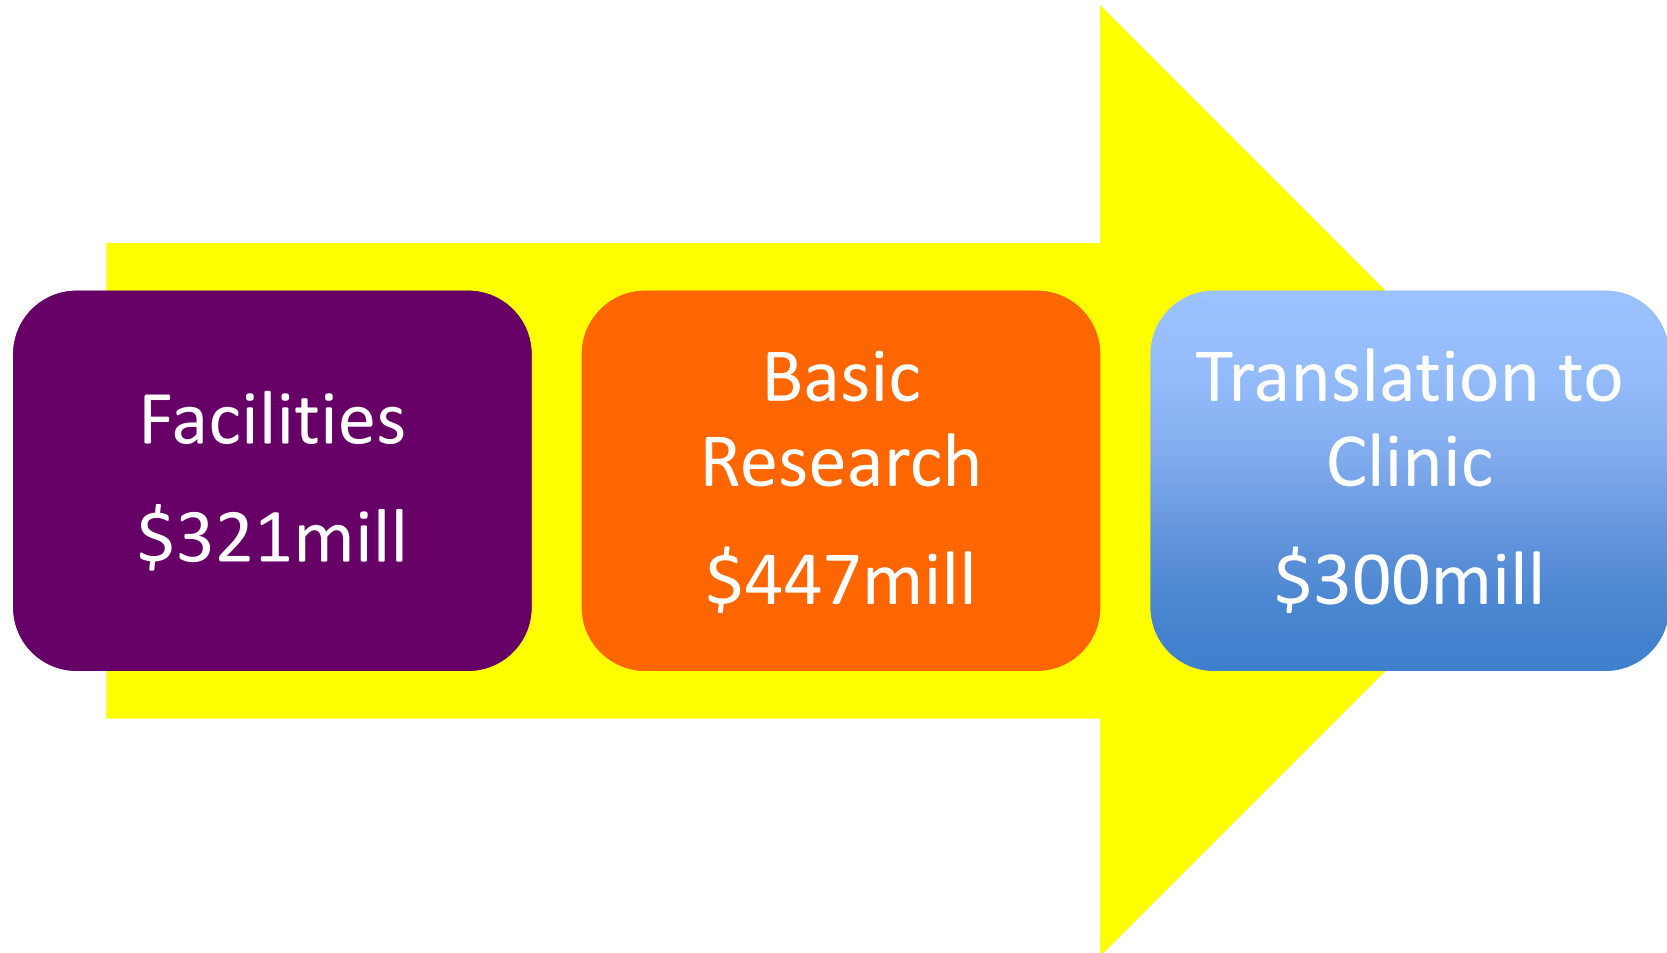 Facilities
$321mill
Basic
Research
$447mill
Translation to
Clinic
$300mill